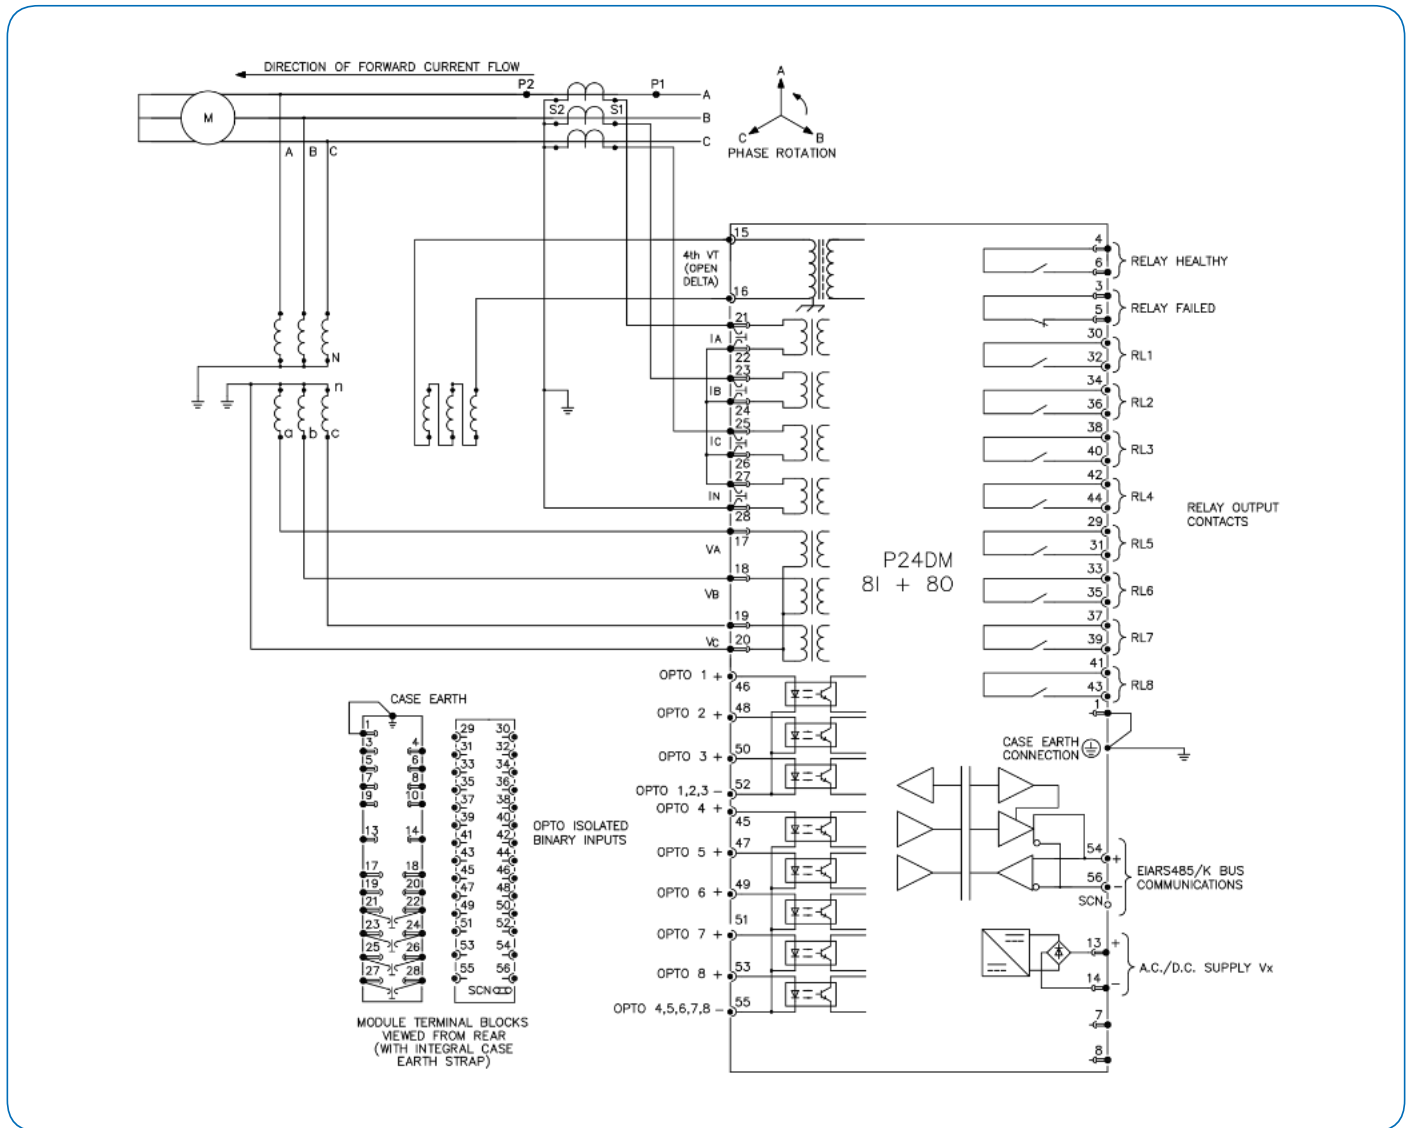 DIRECTION OF FORWARD CURRENT FLOW
P2
P1
A
B
C
S2
S1
M
A B C
A
C
B
PHASE ROTATION
N
n
a b c
15
4th VT
(OPEN
DELTA)
16
21
IA
22
23
IB
24
25
IC
26
27
IN
28
17
VA
18
VB
19
VC
20
P24DM
8I + 8O
OPTO 1 +
46
OPTO 2 +
48
OPTO 3 +
50
OPTO 1,2,3 −
52
OPTO 4 +
45
OPTO 5 +
47
OPTO 6 +
49
51
OPTO 7 +
OPTO 8 +
53
OPTO 4,5,6,7,8 −
55
4
6
RELAY HEALTHY
3
5
RELAY FAILED
30
32
RL1
34
36
RL2
38
40
RL3
42
44
RL4
29
31
RL5
33
35
RL6
37
39
RL7
41
43
RL8
RELAY OUTPUT
CONTACTS
1
CASE EARTH
CONNECTION
54
+
56
−
SCN
EIARS485/K BUS
COMMUNICATIONS
13
+
14
−
A.C./D.C. SUPPLY Vx
7
8
CASE EARTH
1
3 4
5 6
7 8
9 10
13 14
17 18
19 20
21 22
23 24
25 26
27 28
29 30
31 32
33 34
35 36
37 38
39 40
41 42
43 44
45 46
47 48
49 50
51 52
53 54
55 56
SCN
OPTO ISOLATED
BINARY INPUTS
MODULE TERMINAL BLOCKS
VIEWED FROM REAR
(WITH INTEGRAL CASE
EARTH STRAP)